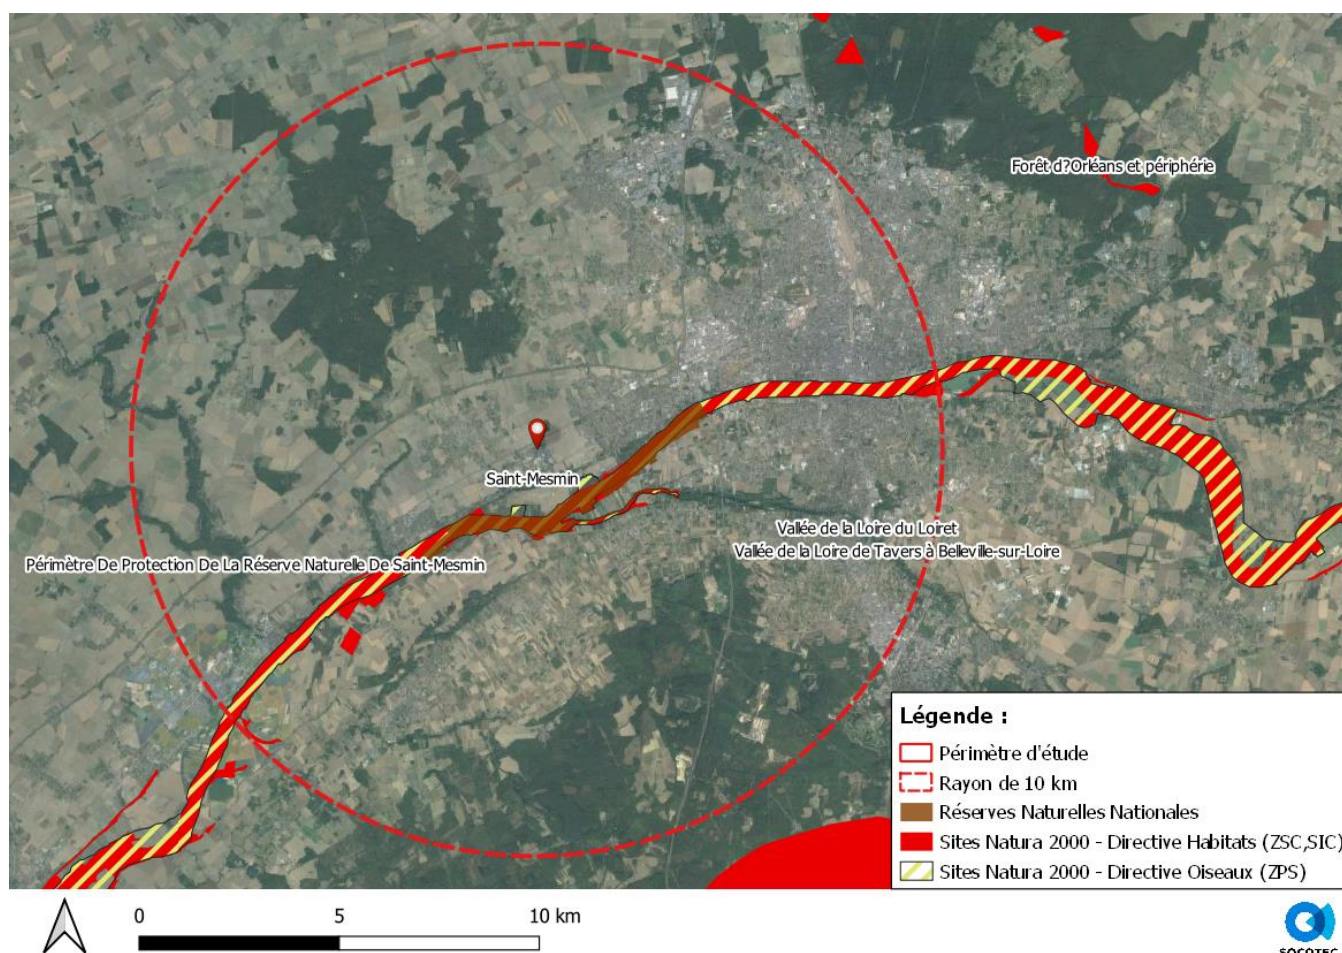 Forêt d?Orléans et périphérie
Saint-Mesmin
Vallée de la Loire du Loiret
Vallée de la Loire de Tavers à Belleville-sur-Loire
Périmètre De Protection De La Réserve Naturelle De Saint-Mesmin
Légende :
Périmètre d'étude
Rayon de 10 km
Réserves Naturelles Nationales
Sites Natura 2000 - Directive Habitats (ZSC,SIC)
Sites Natura 2000 - Directive Oiseaux (ZPS)
0 5 10 km
SOCOTEC